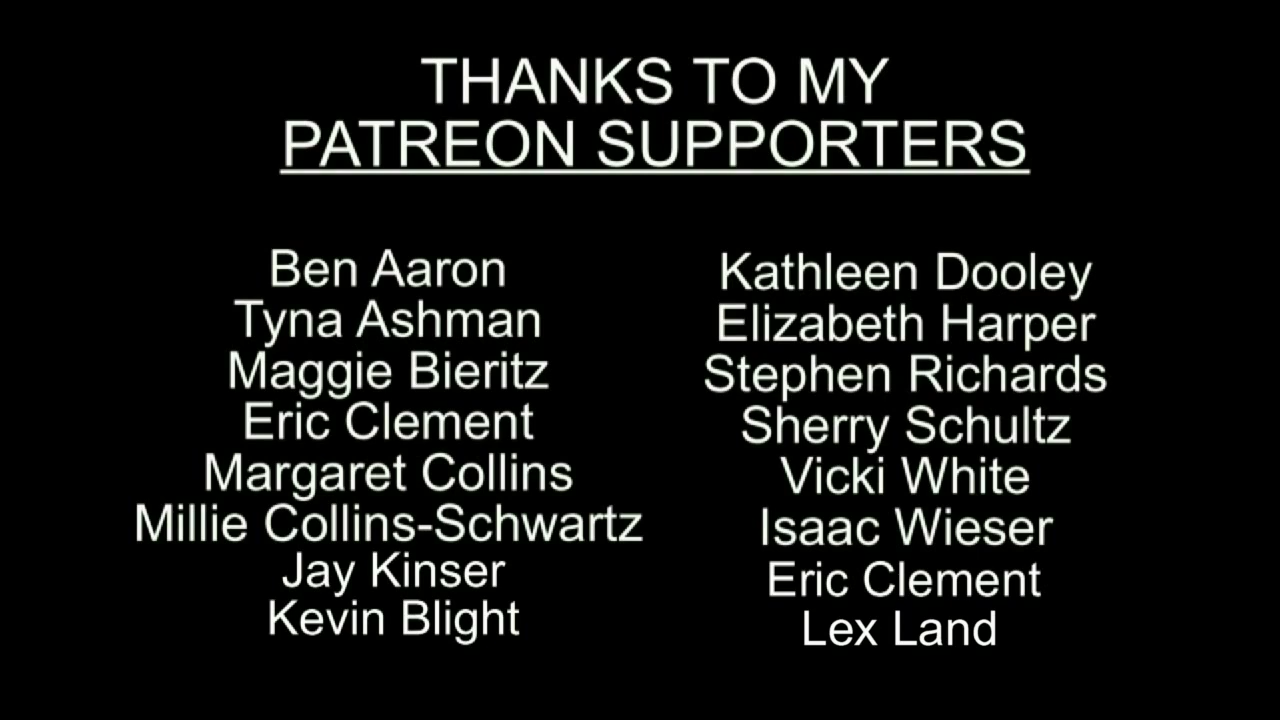 THANKS TO MY
PATREON SUPPORTERS
Ben Aaron
Tyna Ashman
Maggie Bieritz
Eric Clement
Margaret Collins
Millie Collins-Schwartz
Jay Kinser
Kevin Blight
Kathleen Dooley
Elizabeth Harper
Stephen Richards
Sherry Schultz
Vicki White
Isaac Wieser
Eric Clement
Lex Land